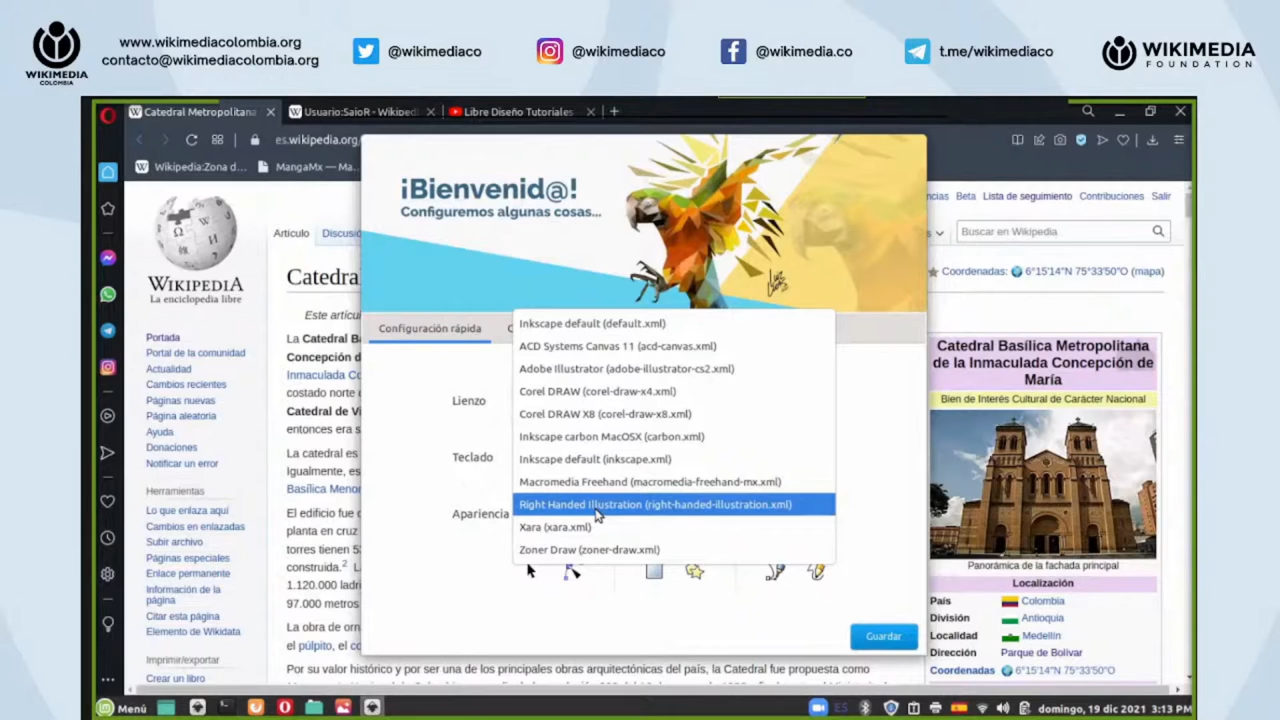 www.wikimediacolombia.org
contacto@wikimediacolombia.org
WIKIMEDIA
COLOMBIA
@wikimediaco
@wikimediaco
@wikimedia.co
t.me/wikimediaco
WIKIMEDIA
FOUNDATION
Catedral Metropolitana
Usuario:SaioR - Wikiped
Libre Diseño Tutoriales
es.wikipedia.org/
Wikipedia:Zona d...
MangaMx — Ma...
WIKIPEDIA
La enciclopedia libre
Portada
Portal de la comunidad
Actualidad
Cambios recientes
Páginas nuevas
Página aleatoria
Ayuda
Donaciones
Notificar un error
Herramientas
Lo que enlaza aquí
Cambios en enlazadas
Subir archivo
Páginas especiales
Enlace permanente
Información de la
página
Citar esta página
Elemento de Wikidata
Imprimir/exportar
Crear un libro
Artículo
Discus
Catedra
Este artícul
La Catedral B
Concepción d
Inmaculada Co
costado norte
Catedral de Vi
entonces era s
La catedral es
Igualmente, es
Basílica Menor
El edificio fue c
planta en cruz
torres tienen 5
construida.2
1.120.000 ladri
97.000 metros
La obra de orn
el púlpito, el co
Por su valor histórico y por ser una de los principales obras arquitectónicas del país, la Catedral fue propuesta como
¡Bienvenid@!
Configuremos algunas cosas...
Configuración rápida
Lienzo
Teclado
Apariencia
Inkscape default (default.xml)
ACD Systems Canvas 11 (acd-canvas.xml)
Adobe Illustrator (adobe-illustrator-cs2.xml)
Corel DRAW (corel-draw-x4.xml)
Corel DRAW X8 (corel-draw-x8.xml)
Inkscape carbon MacOSX (carbon.xml)
Inkscape default (inkscape.xml)
Macromedia Freehand (macromedia-freehand-mx.xml)
Right Handed Illustration (right-handed-illustration.xml)
Xara (xara.xml)
Zoner Draw (zoner-draw.xml)
Guardar
ncias
Beta
Lista de seguimiento
Contribuciones
Salir
Buscar en Wikipedia
Coordenadas: 6°15′14″N 75°33′50″O (mapa)
Catedral Basílica Metropolitana
de la Inmaculada Concepción de
María
Bien de Interés Cultural de Carácter Nacional
Panorámica de la fachada principal
Localización
País Colombia
División Antioquia
Localidad Medellín
Dirección Parque de Bolívar
Coordenadas 6°15′14″N 75°33′50″O
Menú
ES
domingo, 19 dic 2021
3:13 PM